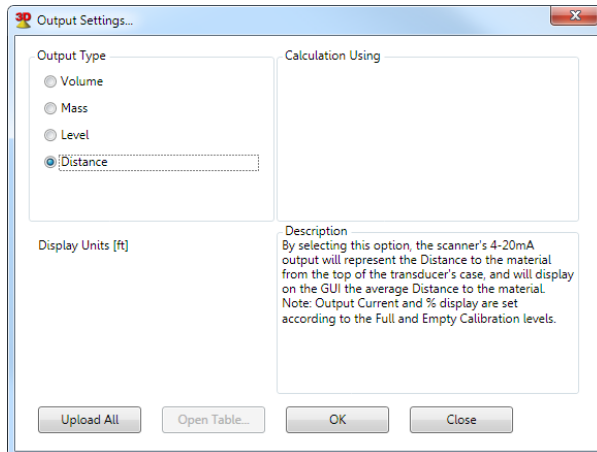 3D Output Settings...
Output Type
Volume
Mass
Level
Distance
Calculation Using
Display Units [ft]
Description
By selecting this option, the scanner's 4-20mA
output will represent the Distance to the material
from the top of the transducer's case, and will display
on the GUI the average Distance to the material.
Note: Output Current and % display are set
according to the Full and Empty Calibration levels.
Upload All
Open Table...
OK
Close